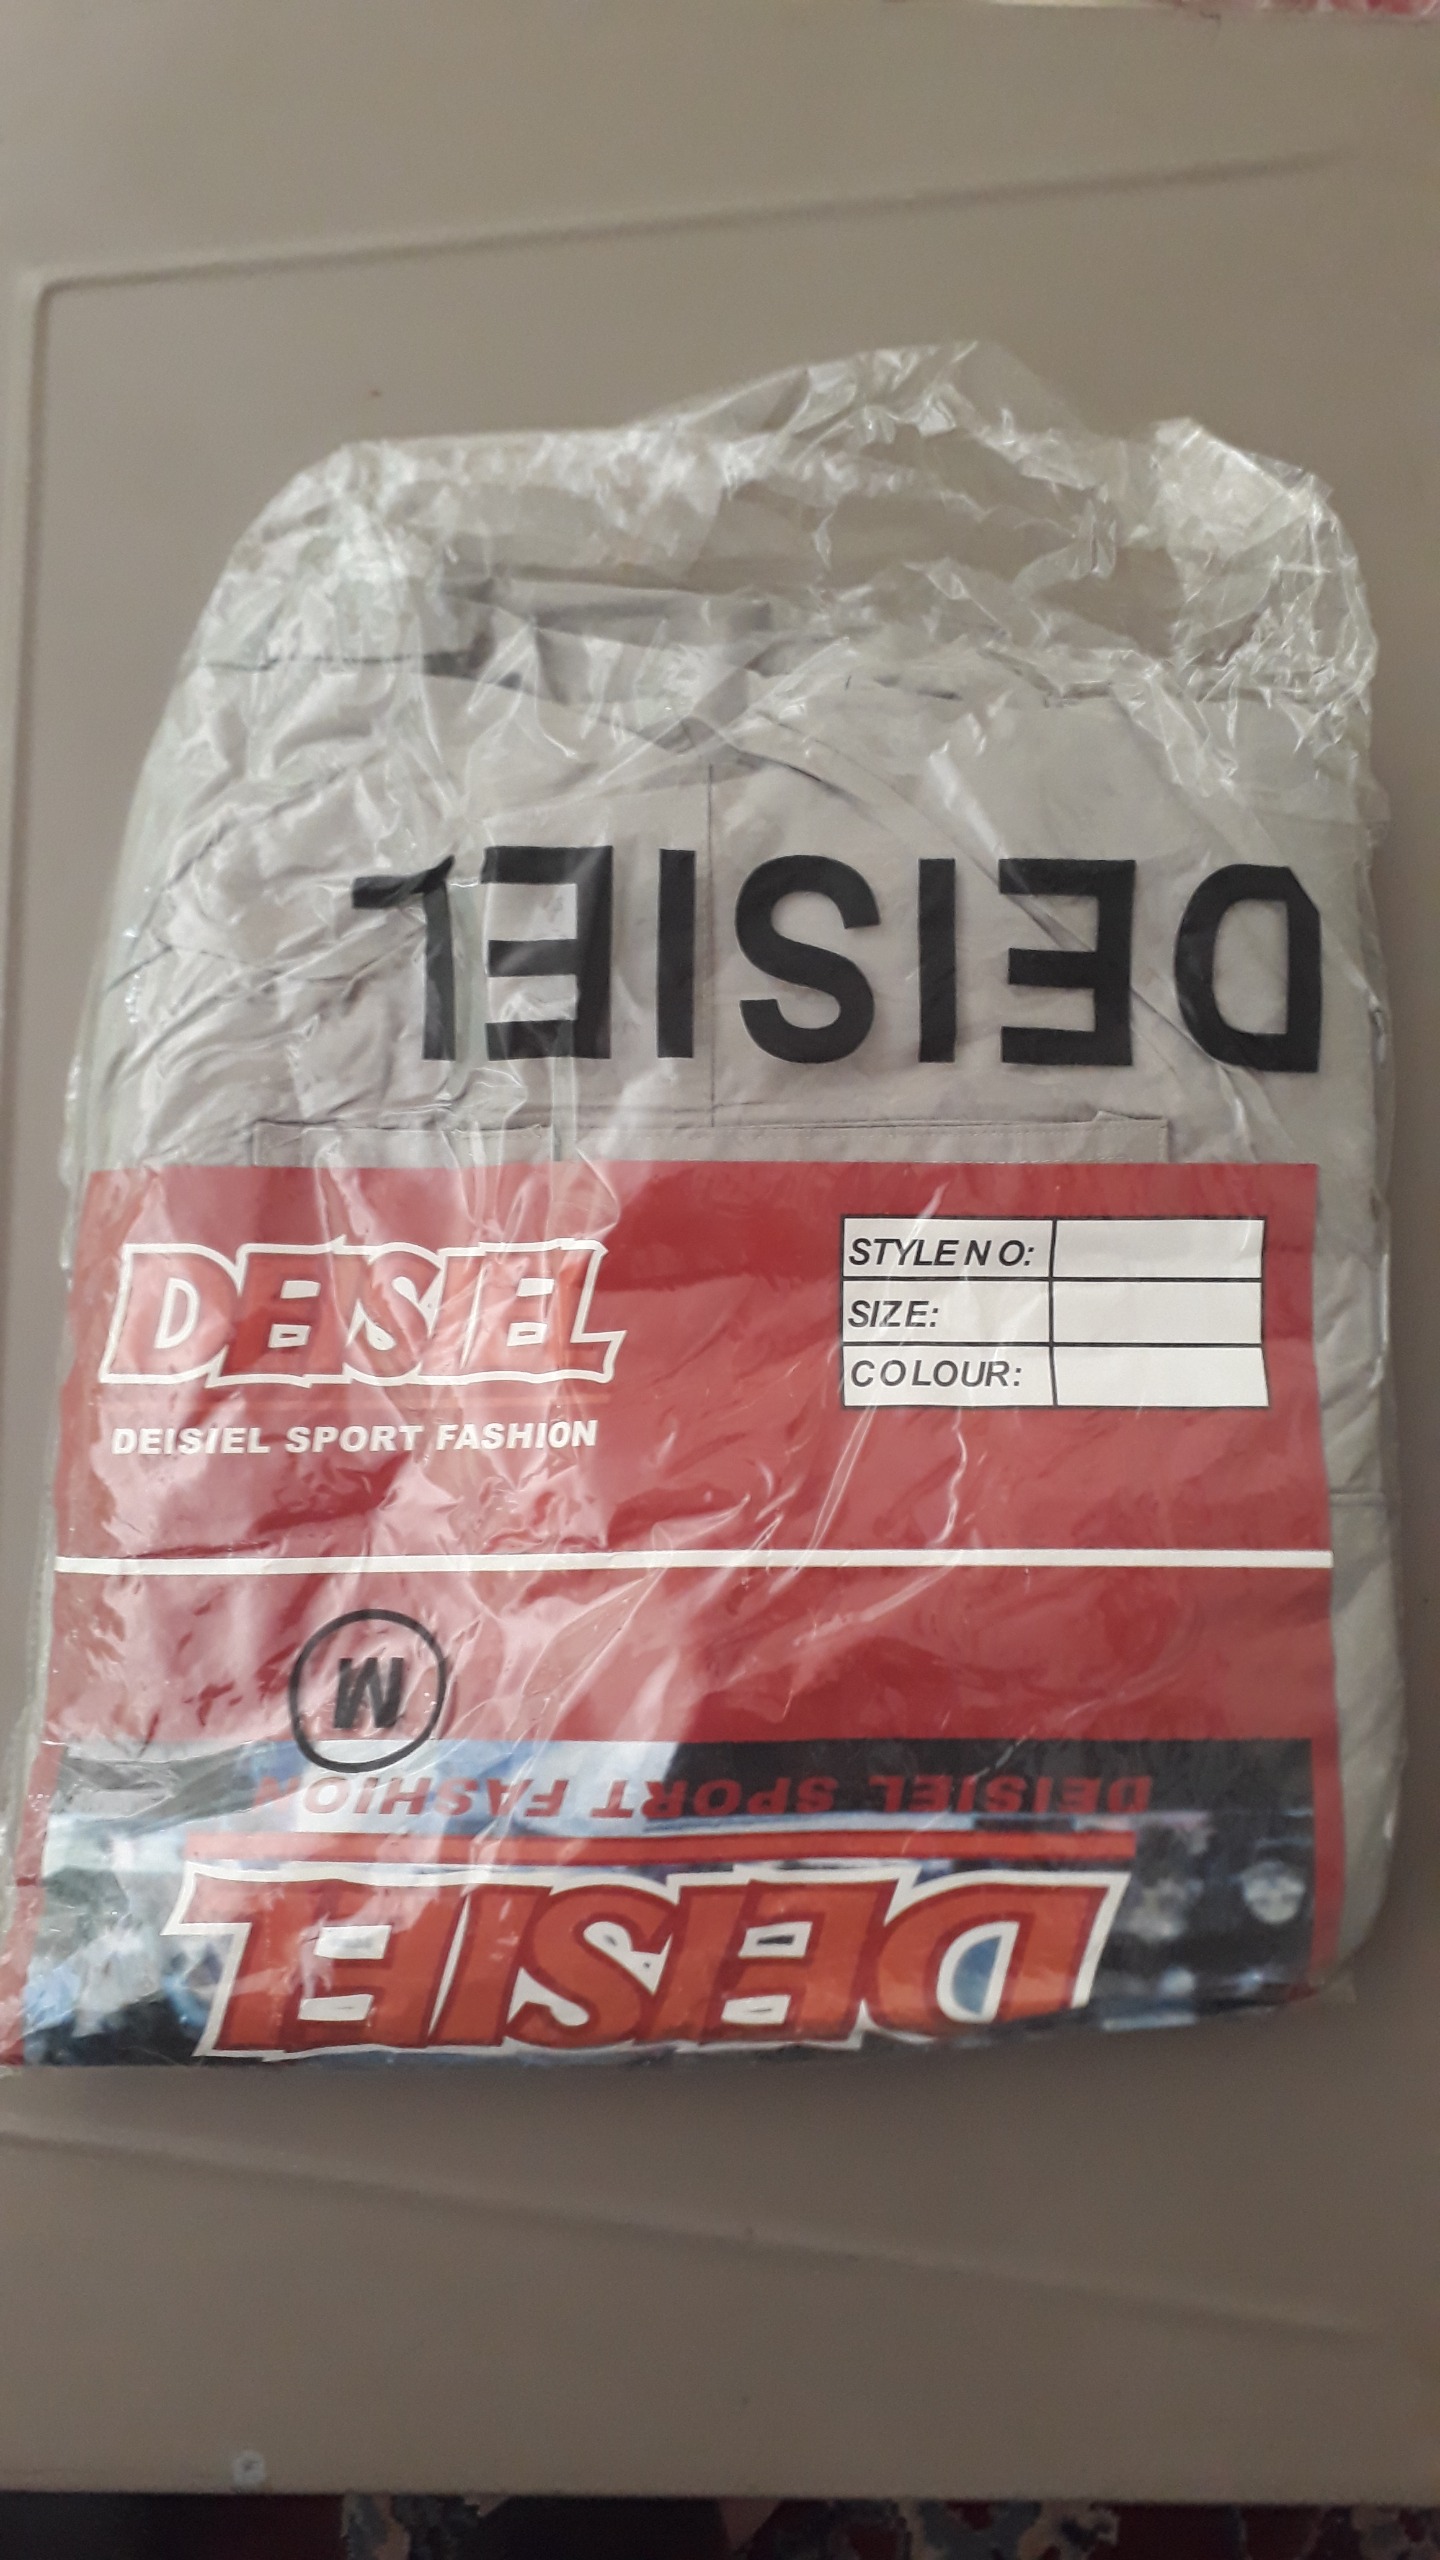 DEISIEL
DEISIEL
DEISIEL SPORT FASHION
STYLE NO:
SIZE:
COLOUR:
M
DEISIEL SPORT FASHION
DEISIEL